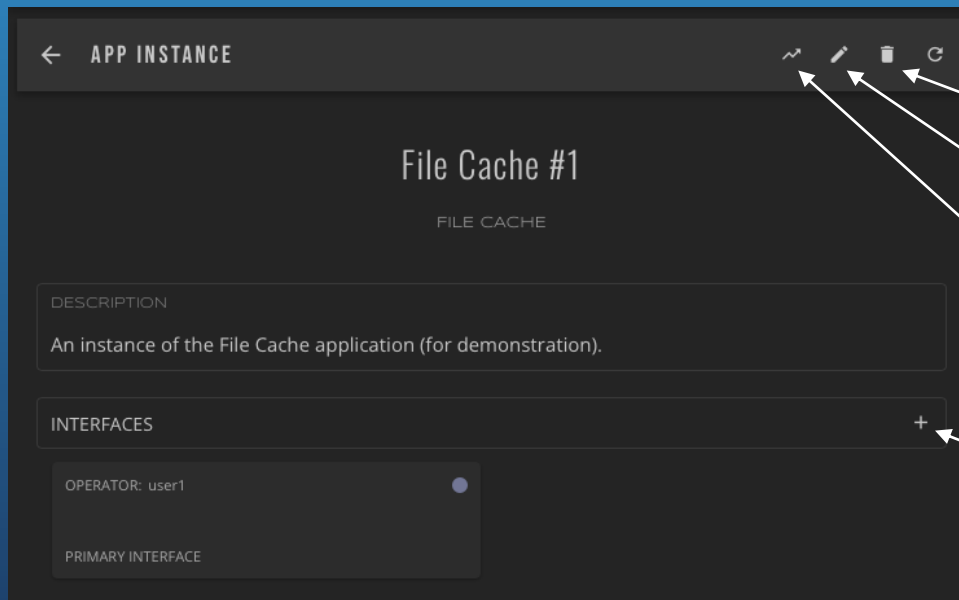 APP INSTANCE
File Cache #1
FILE CACHE
DESCRIPTION
An instance of the File Cache application (for demonstration).
INTERFACES
OPERATOR: user1
PRIMARY INTERFACE